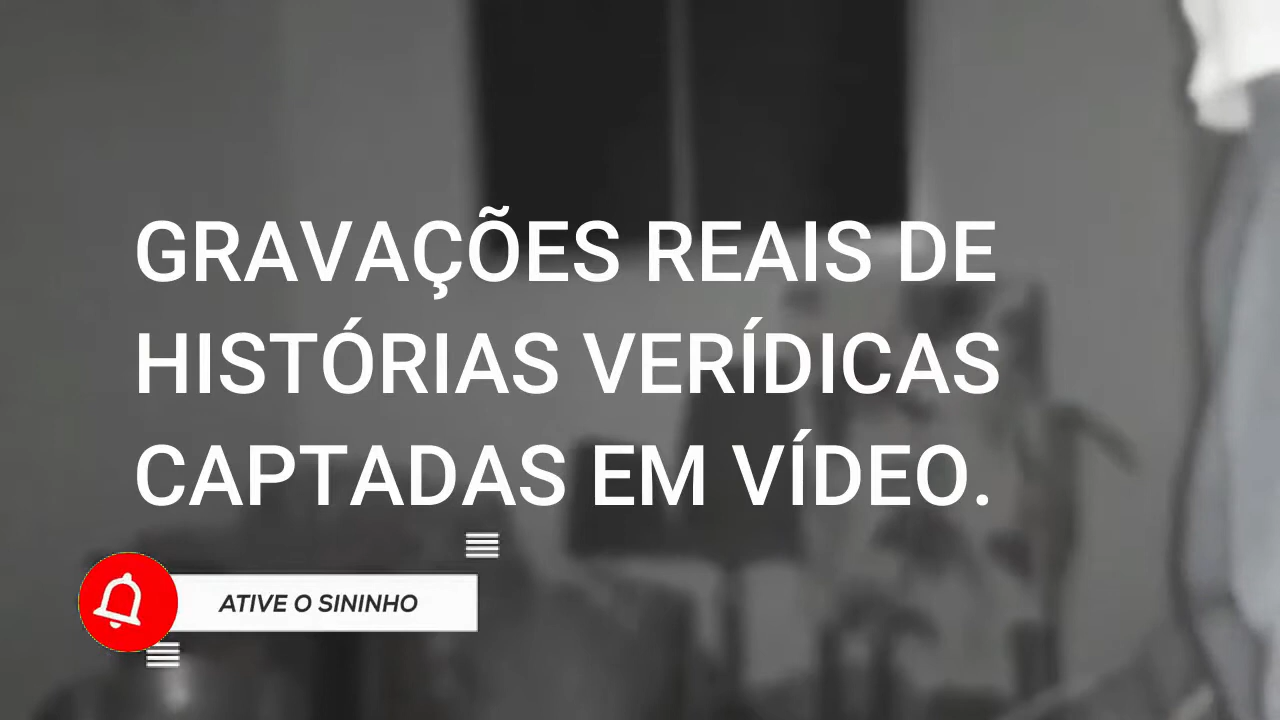 GRAVAÇÕES REAIS DE
HISTÓRIAS VERÍDICAS
CAPTADAS EM VÍDEO.
ATIVE O SININHO